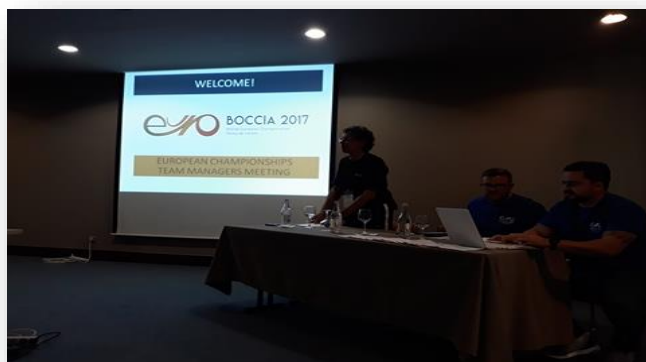 WELCOME!
euro
BOCCIA 2017
EUROPEAN CHAMPIONSHIPS
TEAM MANAGERS MEETING